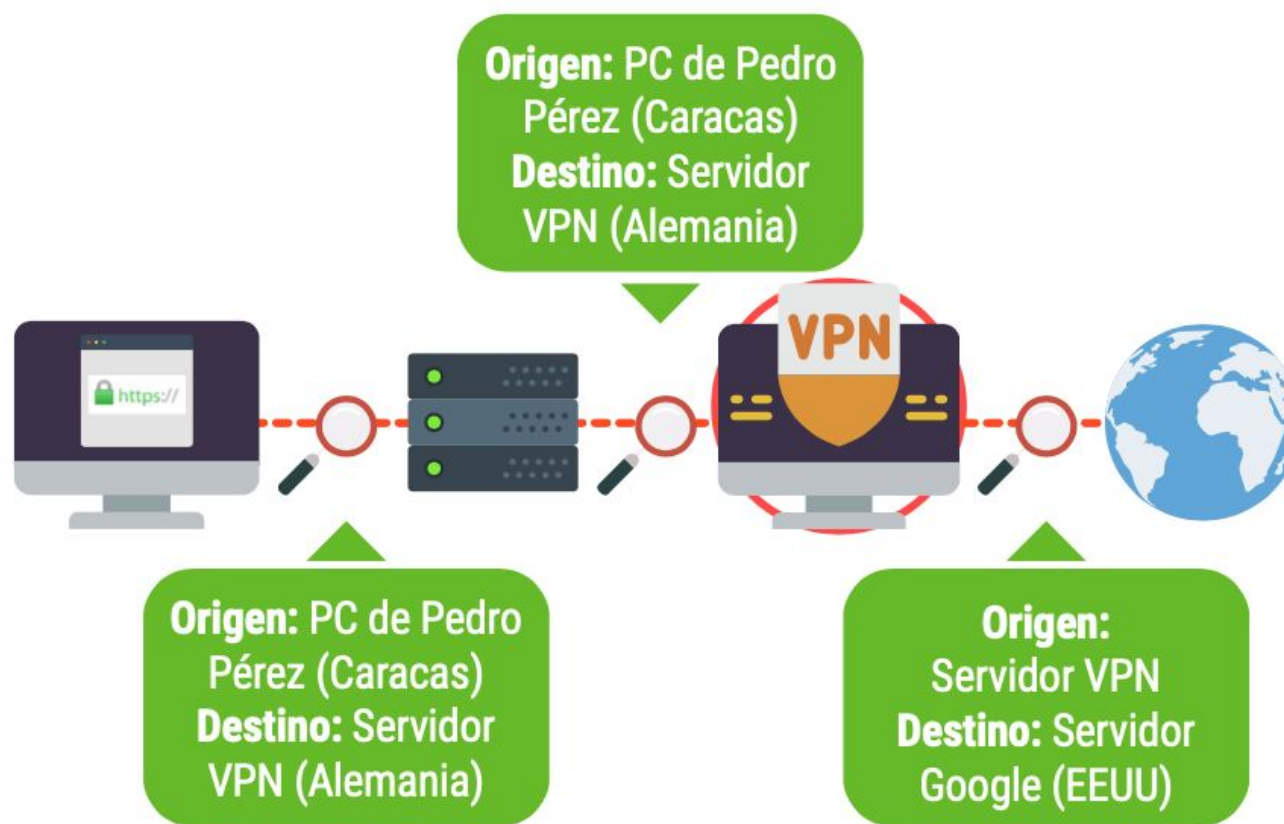 Origen: PC de Pedro
Pérez (Caracas)
Destino: Servidor
VPN (Alemania)
https://
VPN
Origen: PC de Pedro
Pérez (Caracas)
Destino: Servidor
VPN (Alemania)
Origen:
Servidor VPN
Destino: Servidor
Google (EEUU)